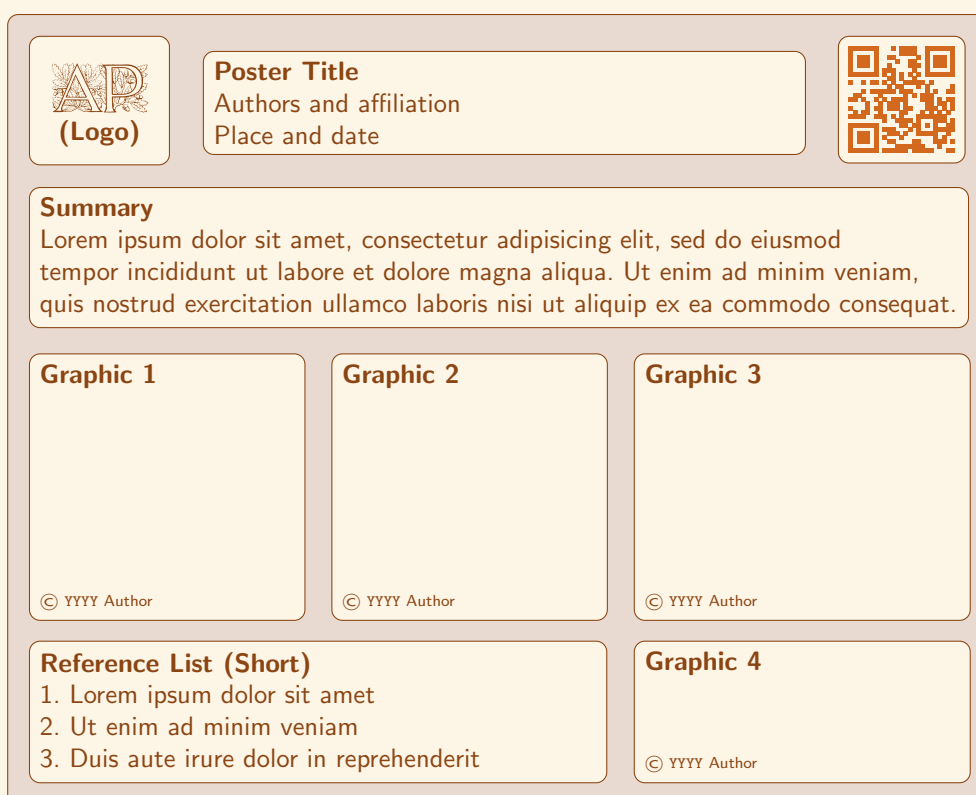 AP
(Logo)
Poster Title
Authors and affiliation
Place and date
Summary
Lorem ipsum dolor sit amet, consectetur adipisicing elit, sed do eiusmod
tempor incididunt ut labore et dolore magna aliqua. Ut enim ad minim veniam,
quis nostrud exercitation ullamco laboris nisi ut aliquip ex ea commodo consequat.
Graphic 1
© YYYY Author
Graphic 2
© YYYY Author
Graphic 3
© YYYY Author
Reference List (Short)
1. Lorem ipsum dolor sit amet
2. Ut enim ad minim veniam
3. Duis aute irure dolor in reprehenderit
Graphic 4
© YYYY Author